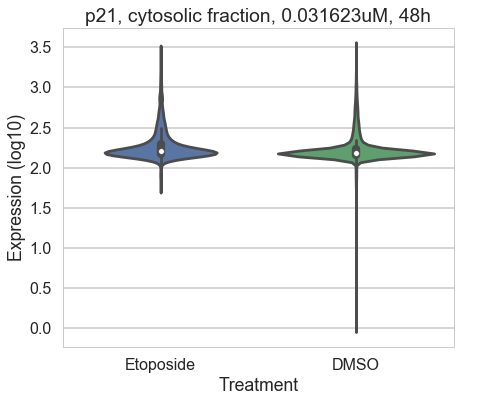 p21, cytosolic fraction, 0.031623uM, 48h
Expression (log10)
3.5
3.0
2.5
2.0
1.5
1.0
0.5
0.0
Etoposide DMSO
Treatment